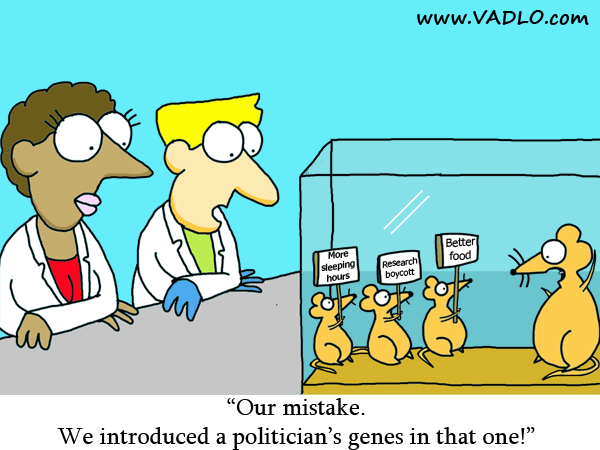 www.VADLO.com
More
sleeping
hours
Research
boycott
Better
food
“Our mistake.
We introduced a politician’s genes in that one!”